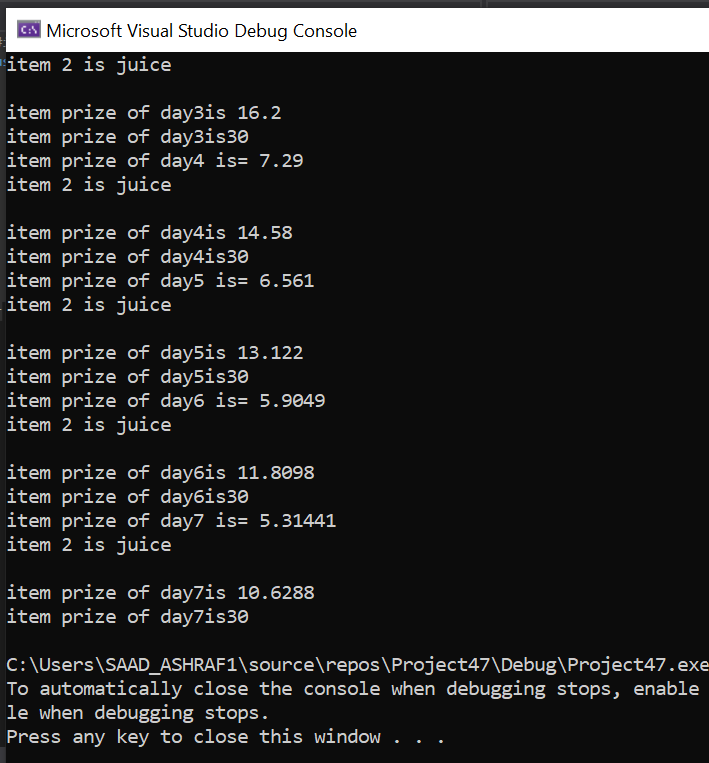 Microsoft Visual Studio Debug Console
item 2 is juice
item prize of day3is 16.2
item prize of day3is30
item prize of day4 is= 7.29
item 2 is juice
item prize of day4is 14.58
item prize of day4is30
item prize of day5 is= 6.561
item 2 is juice
item prize of day5is 13.122
item prize of day5is30
item prize of day6 is= 5.9049
item 2 is juice
item prize of day6is 11.8098
item prize of day6is30
item prize of day7 is= 5.31441
item 2 is juice
item prize of day7is 10.6288
item prize of day7is30
C:\Users\SAAD_ASHRAF1\source\repos\Project47\Debug\Project47.exe
To automatically close the console when debugging stops, enable
le when debugging stops.
Press any key to close this window . . .